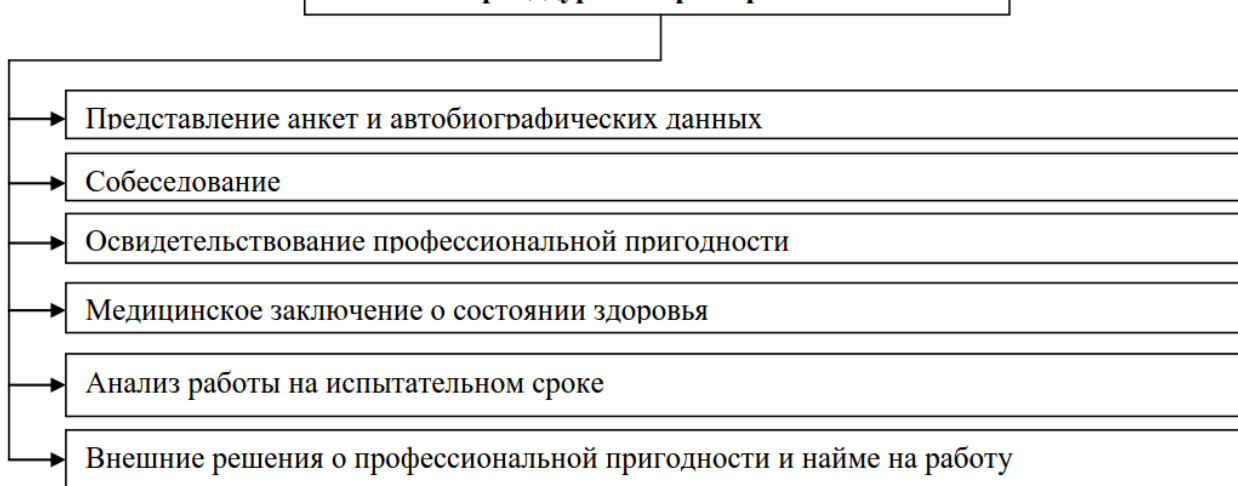 Представление анкет и автобиографических данных
Собеседование
Освидетельствование профессиональной пригодности
Медицинское заключение о состоянии здоровья
Анализ работы на испытательном сроке
Внешние решения о профессиональной пригодности и найме на работу